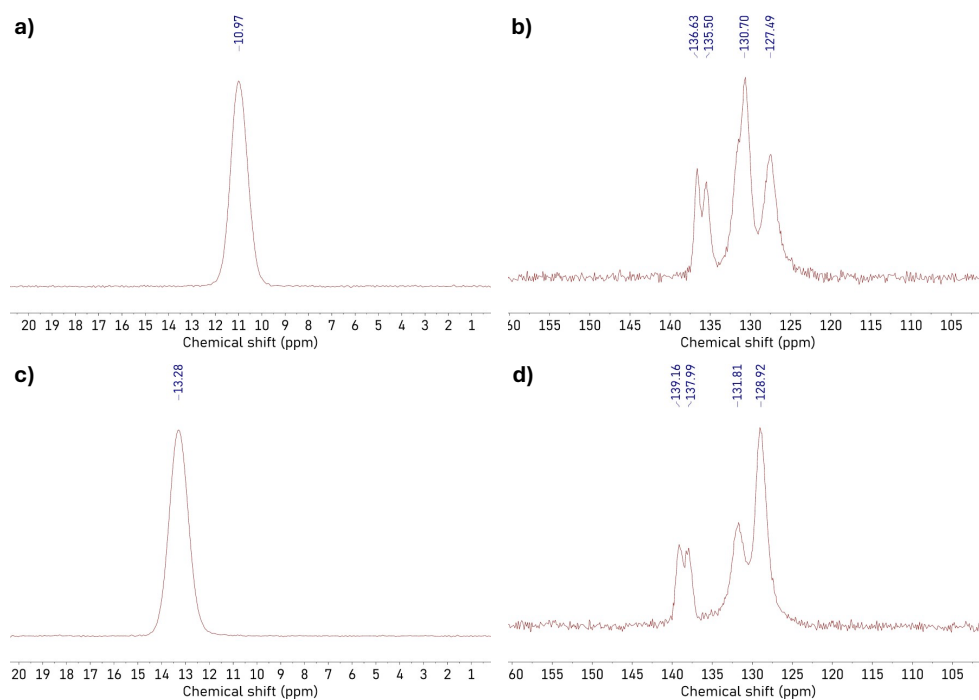 a)
-10.97
20 19 18 17 16 15 14 13 12 11 10 9 8 7 6 5 4 3 2 1
Chemical shift (ppm)
b)
-136.63
-135.50
-130.70
-127.49
60 155 150 145 140 135 130 125 120 115 110 105
Chemical shift (ppm)
c)
-13.28
20 19 18 17 16 15 14 13 12 11 10 9 8 7 6 5 4 3 2 1
Chemical shift (ppm)
d)
-139.16
-137.99
-131.81
-128.92
60 155 150 145 140 135 130 125 120 115 110 105
Chemical shift (ppm)